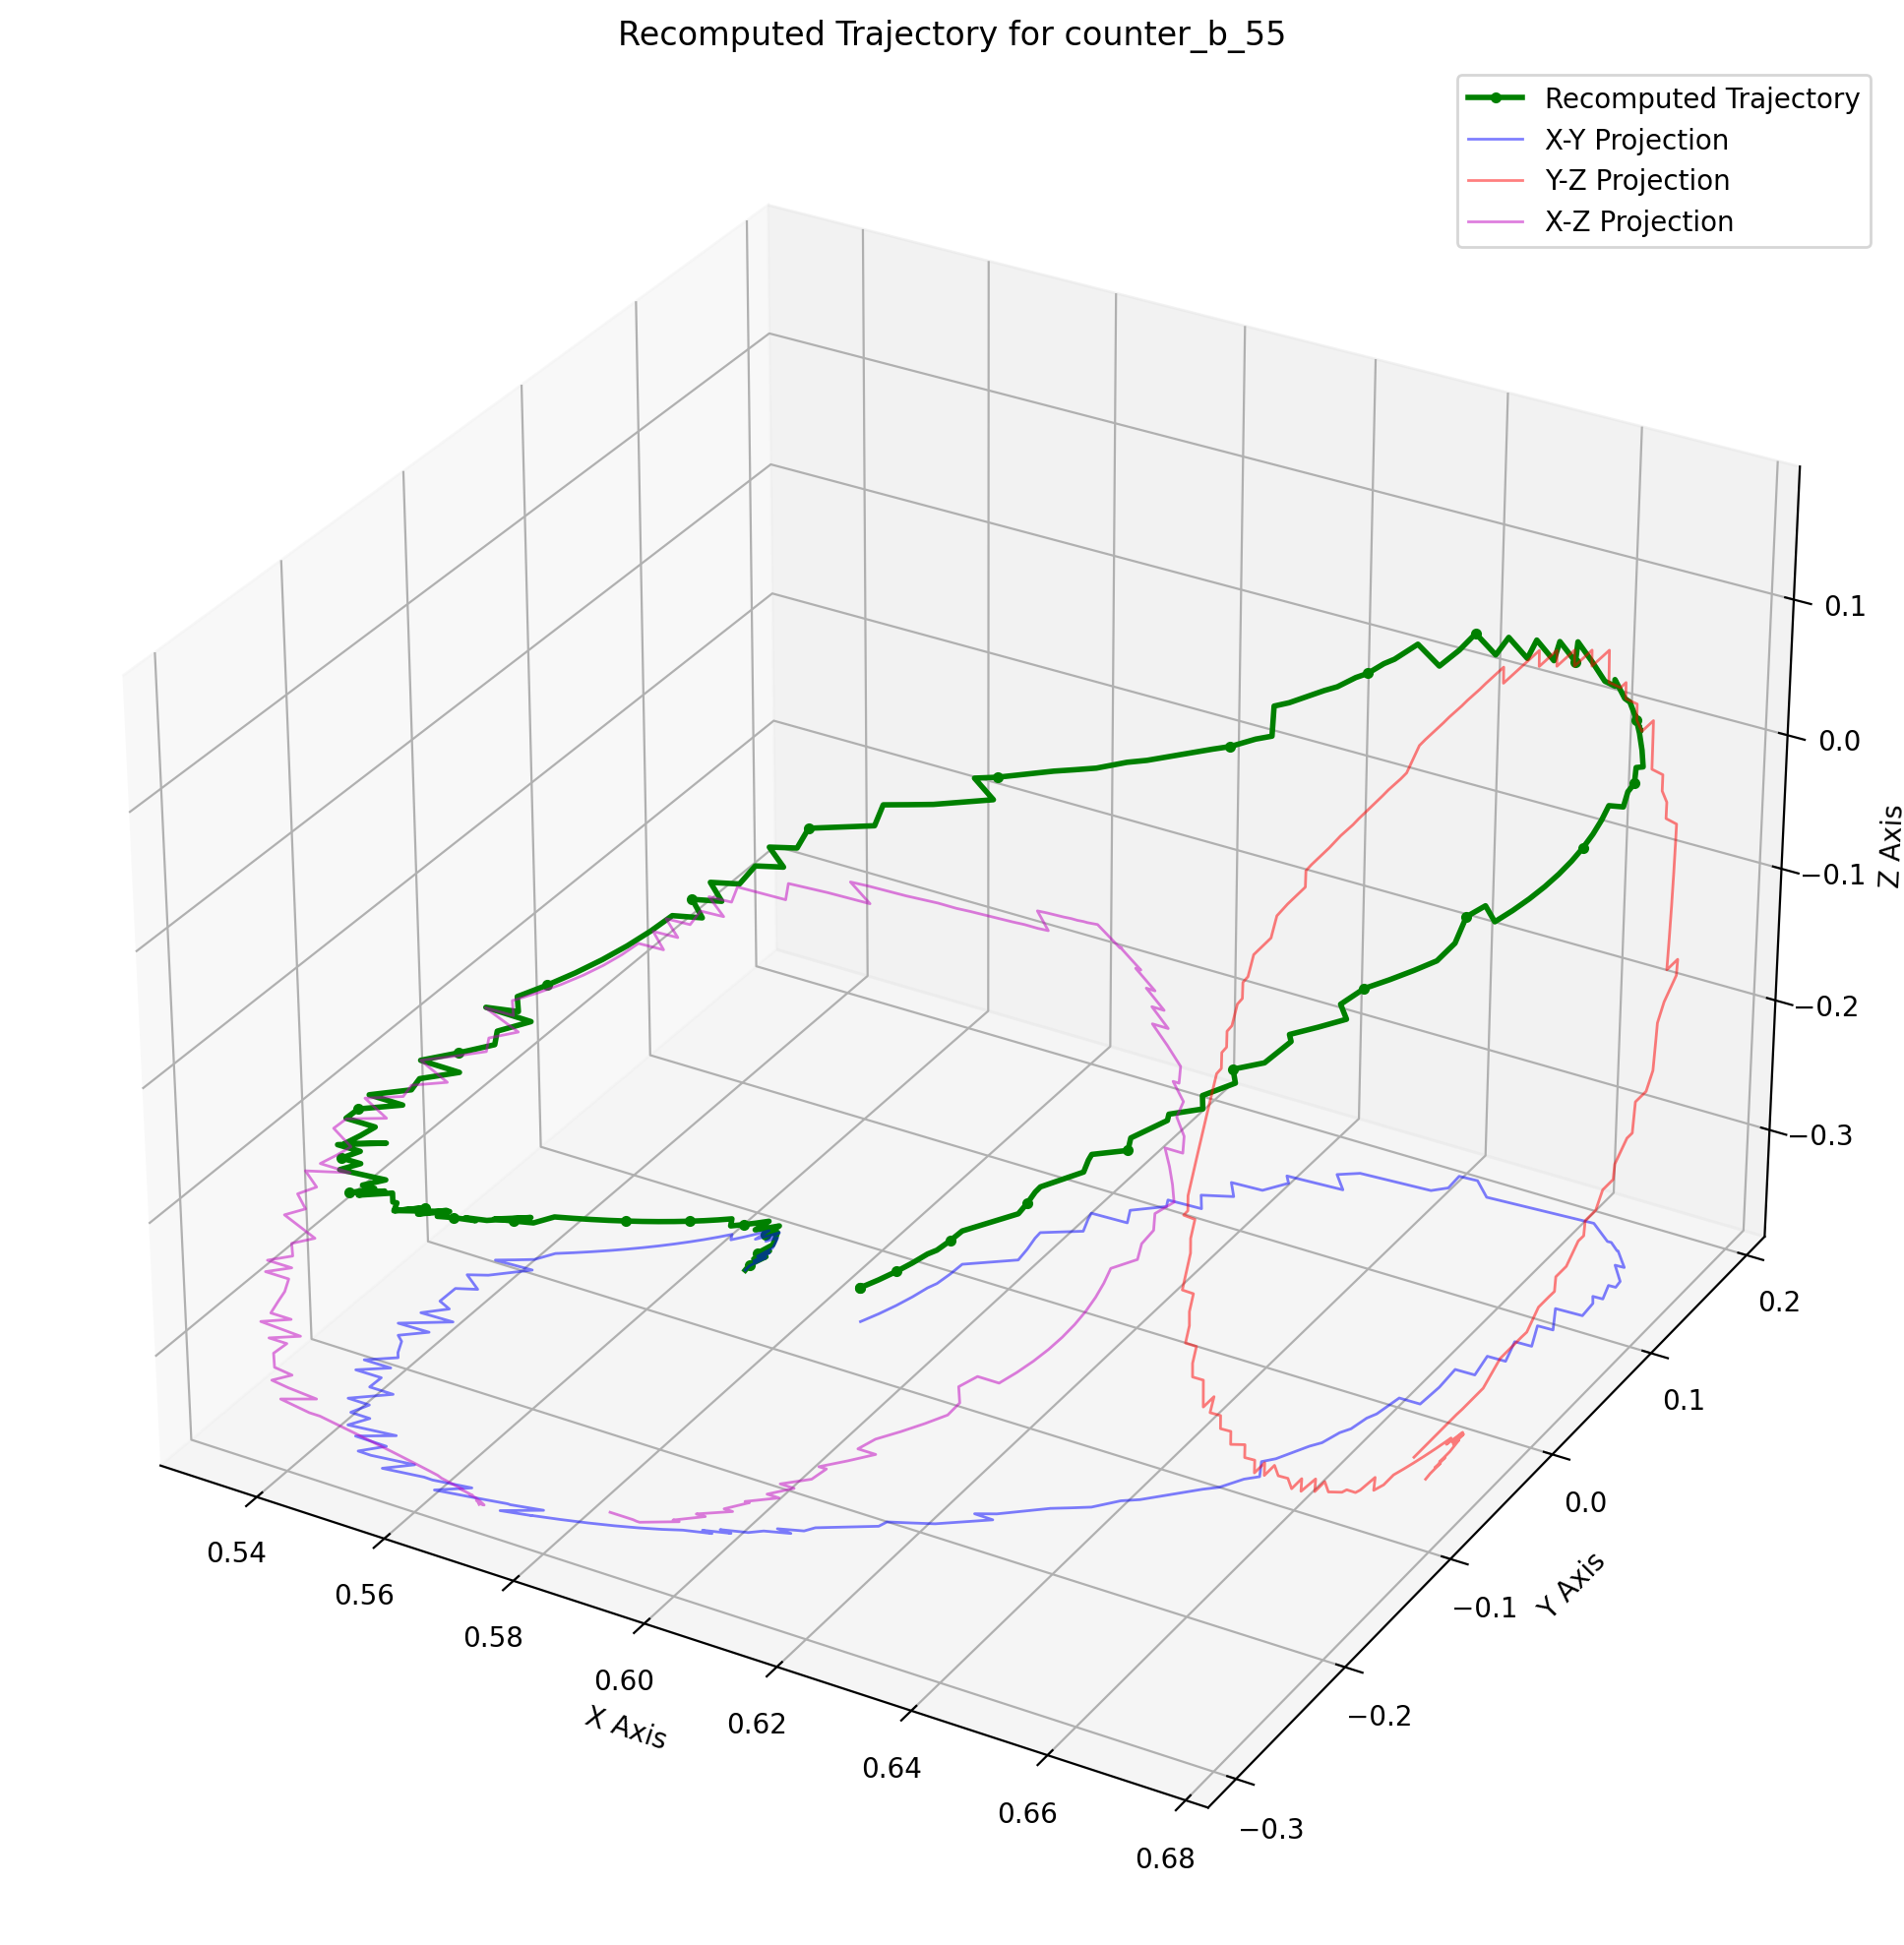 Recomputed Trajectory for counter_b_55
Recomputed Trajectory
X-Y Projection
Y-Z Projection
X-Z Projection
0.1
0.0
−0.1
−0.2
−0.3
Z Axis
0.2
0.1
0.0
−0.1
−0.2
−0.3
Y Axis
0.54
0.56
0.58
0.60
0.62
0.64
0.66
0.68
X Axis